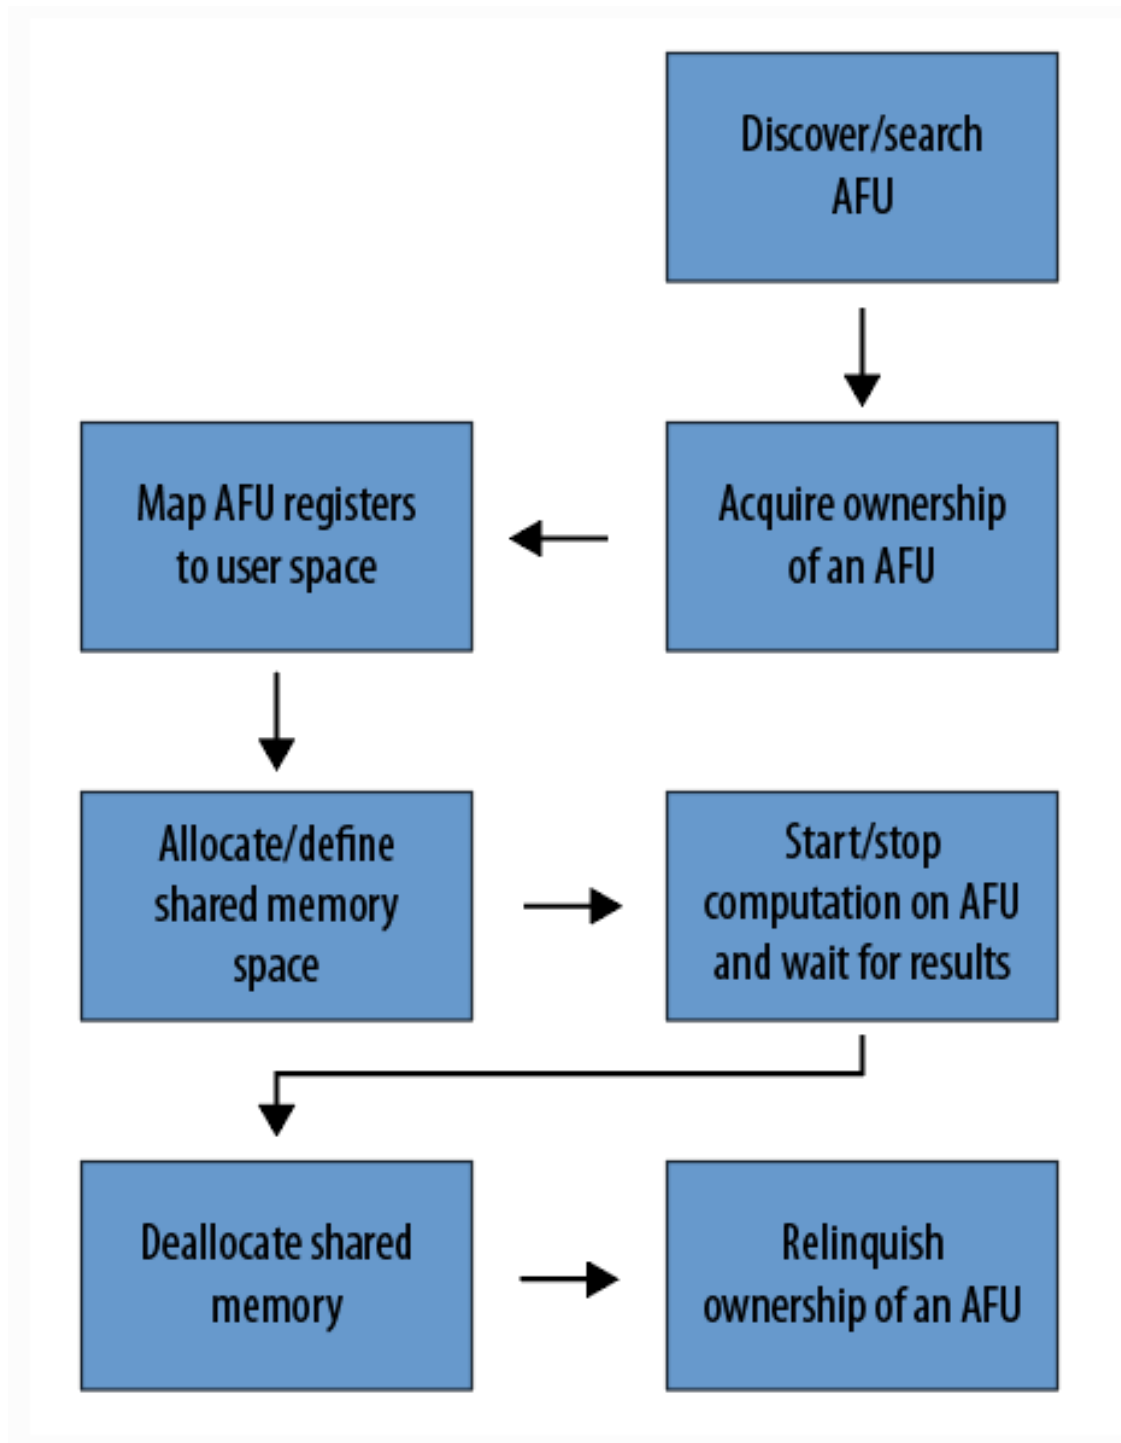 Discover/search
AFU
Acquire ownership
of an AFU
Map AFU registers
to user space
Allocate/define
shared memory
space
Start/stop
computation on AFU
and wait for results
Deallocate shared
memory
Relinquish
ownership of an AFU